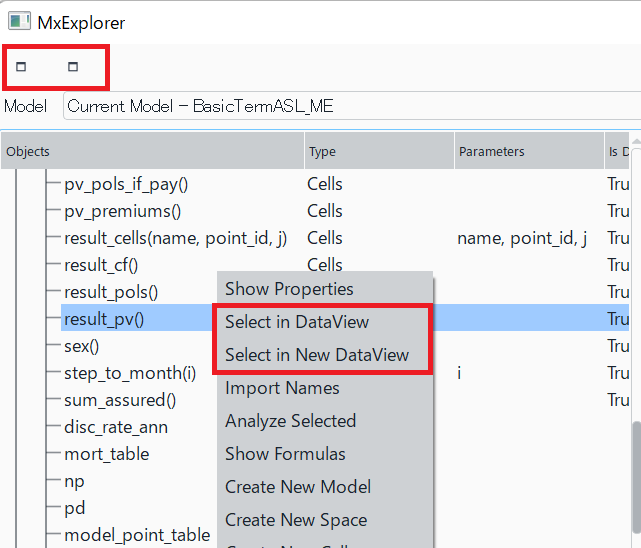 MxExplorer
Model Current Model - BasicTermASL_ME
Objects Type Parameters Is D
pv_pols_if_pay() Cells Tru
pv_premiums() Cells Tru
result_cells(name, point_id, j) Cells name, point_id, j Tru
result_cf() Cells Tru
result_pols() Tru
result_pv() Tru
sex() Tru
step_to_month(i) i Tru
sum_assured() Tru
disc_rate_ann
mort_table
np
pd
model_point_table
Show Properties
Select in DataView
Select in New DataView
Import Names
Analyze Selected
Show Formulas
Create New Model
Create New Space